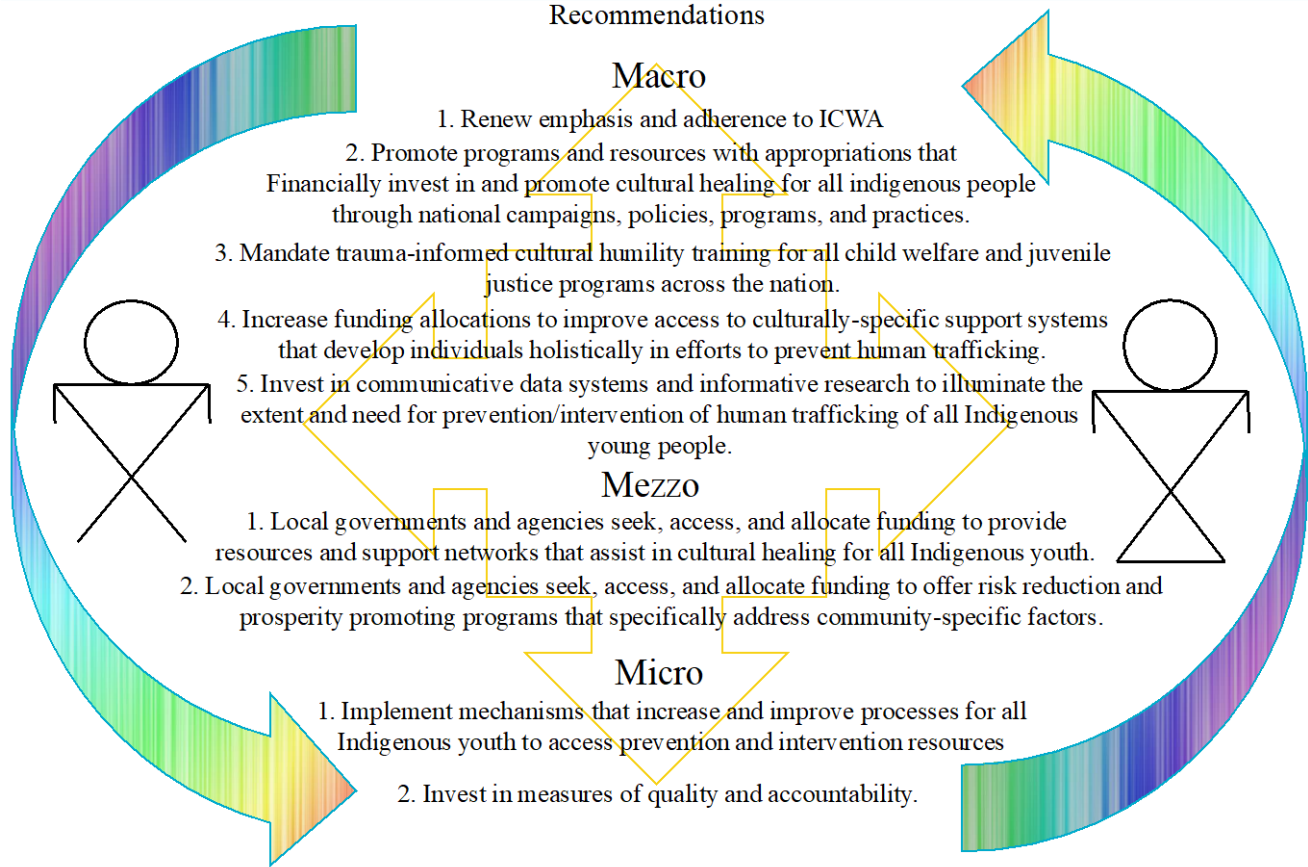 Recommendations
Macro
1. Renew emphasis and adherence to ICWA
2. Promote programs and resources with appropriations that
Financially invest in and promote cultural healing for all indigenous people
through national campaigns, policies, programs, and practices.
3. Mandate trauma-informed cultural humility training for all child welfare and juvenile
justice programs across the nation.
4. Increase funding allocations to improve access to culturally-specific support systems
that develop individuals holistically in efforts to prevent human trafficking.
5. Invest in communicative data systems and informative research to illuminate the
extent and need for prevention/intervention of human trafficking of all Indigenous
young people.
Mezzo
1. Local governments and agencies seek, access, and allocate funding to provide
resources and support networks that assist in cultural healing for all Indigenous youth.
2. Local governments and agencies seek, access, and allocate funding to offer risk reduction and
prosperity promoting programs that specifically address community-specific factors.
Micro
1. Implement mechanisms that increase and improve processes for all
Indigenous youth to access prevention and intervention resources
2. Invest in measures of quality and accountability.